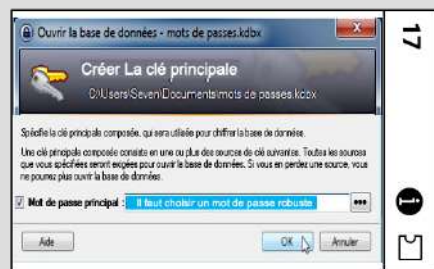 Ouvrir la base de données - mots de passes.kdbx
Créer La clé principale
C:\Users\Seven\Documents\mots de passes.kdbx
Spécifie la clé principale composée, qui sera utilisée pour chiffrer la base de donnée.
Une clé principale composée consiste en une ou plus des sources de clé suivantes. Toutes les sources
que vous spécifiées seront exigées pour ouvrir la base de données. Si vous en perdez une source, vous
ne pourrez plus ouvrir la base de données.
Mot de passe principal : Il faut choisir un mot de passe robuste
Aide
OK
Annuler
17